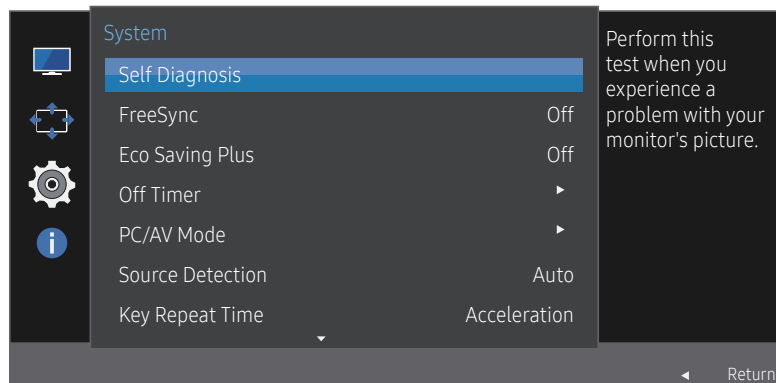 System
Self Diagnosis
FreeSync Off
Eco Saving Plus Off
Off Timer
PC/AV Mode
Source Detection Auto
Key Repeat Time Acceleration
Perform this
test when you
experience a
problem with your
monitor's picture.
Return